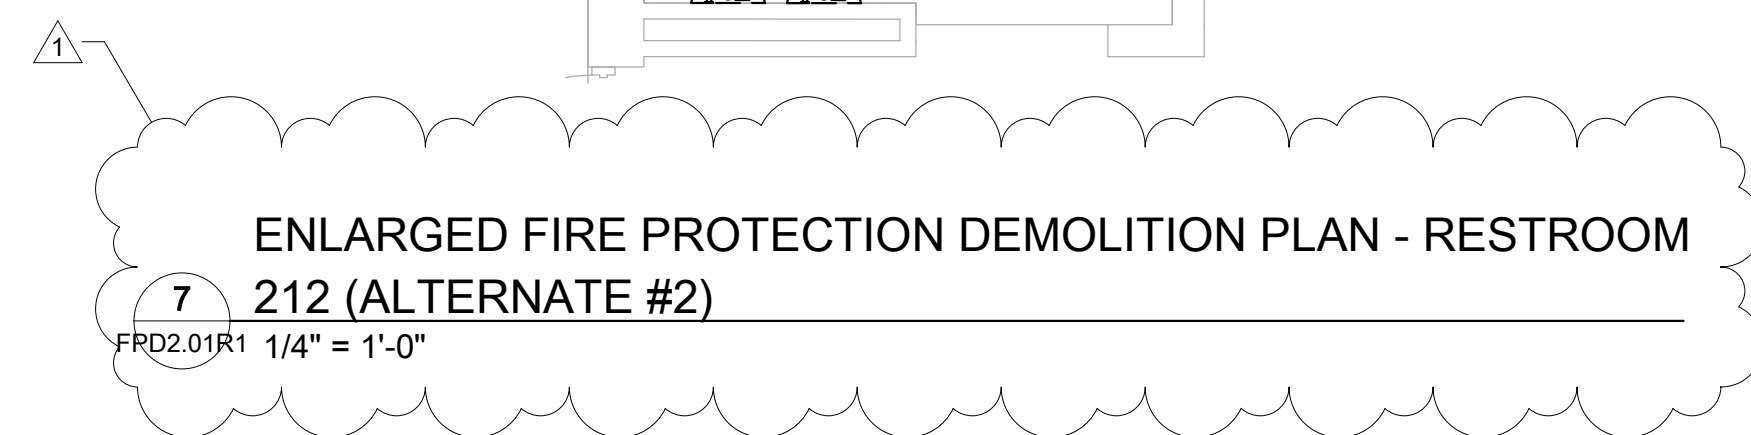 1
ENLARGED FIRE PROTECTION DEMOLITION PLAN - RESTROOM
212 (ALTERNATE #2)
7
FPD2.01R1
1/4" = 1'-0"